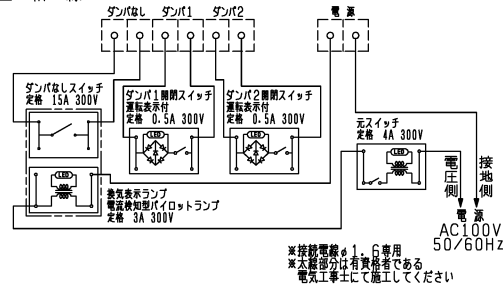 ダンパなし ダンパ1 ダンパ2
電 源
ダンパなしスイッチ
定格 15A 300V
ダンパ1開閉スイッチ
運転表示付
定格 0.5A 300V
ダンパ2開閉スイッチ
運転表示付
定格 0.5A 300V
元スイッチ
定格 4A 300V
LED
LED
LED
LED
換気表示ランプ
電流検知型パイロットランプ
定格 3A 300V
電圧側
接地側
電 源
AC100V
50/60Hz
※接続電線φ1.6専用
※太線部分は有資格者である
電気工事士にて施工してください